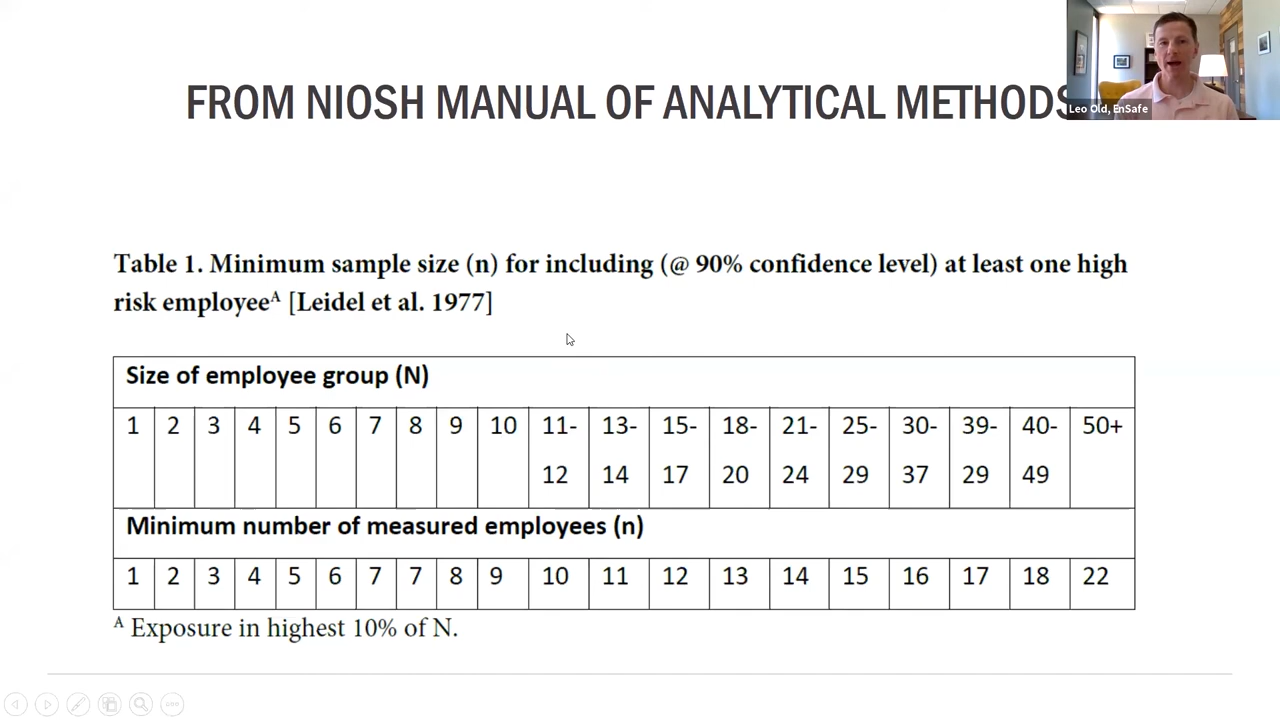 FROM NIOSH MANUAL OF ANALYTICAL METHODS
Leo Old, EnSafe
Table 1. Minimum sample size (n) for including (@ 90% confidence level) at least one high
risk employeeA [Leidel et al. 1977]
Size of employee group (N)
1 2 3 4 5 6 7 8 9 10 11-12 13-14 15-17 18-20 21-24 25-29 30-37 39-29 40-49 50+
Minimum number of measured employees (n)
1 2 3 4 5 6 7 7 8 9 10 11 12 13 14 15 16 17 18 22
A Exposure in highest 10% of N.